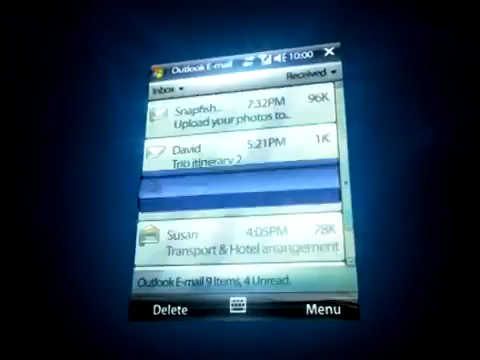 Outlook E-mail 10:00
Inbox Received
Snapfish... 7:32PM 96K
Upload your photos to...
David 5:21PM 1K
Trip itinerary 2
Susan 4:05PM 78K
Transport & Hotel arrangement
Outlook E-mail 9 Items, 4 Unread.
Delete Menu